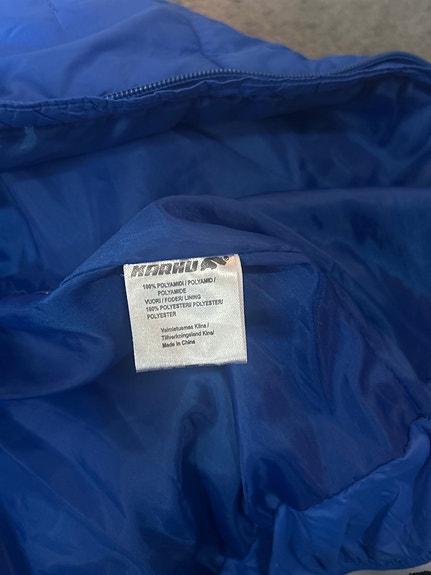 KARHU
100% POLYAMIDI / POLYAMID /
POLYAMIDE
VUORI / FODER/ LINING
100% POLYESTERI/ POLYESTER/
POLYESTER
Valmistusmaa Kiina /
Tillverkningsland Kina/
Made in China